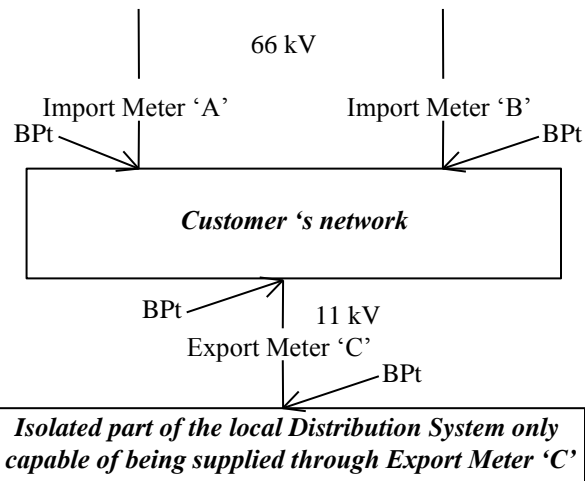 66 kV
Import Meter ‘A’ Import Meter ‘B’
BPt BPt
Customer ‘s network
BPt
11 kV
Export Meter ‘C’
BPt
Isolated part of the local Distribution System only
capable of being supplied through Export Meter ‘C’